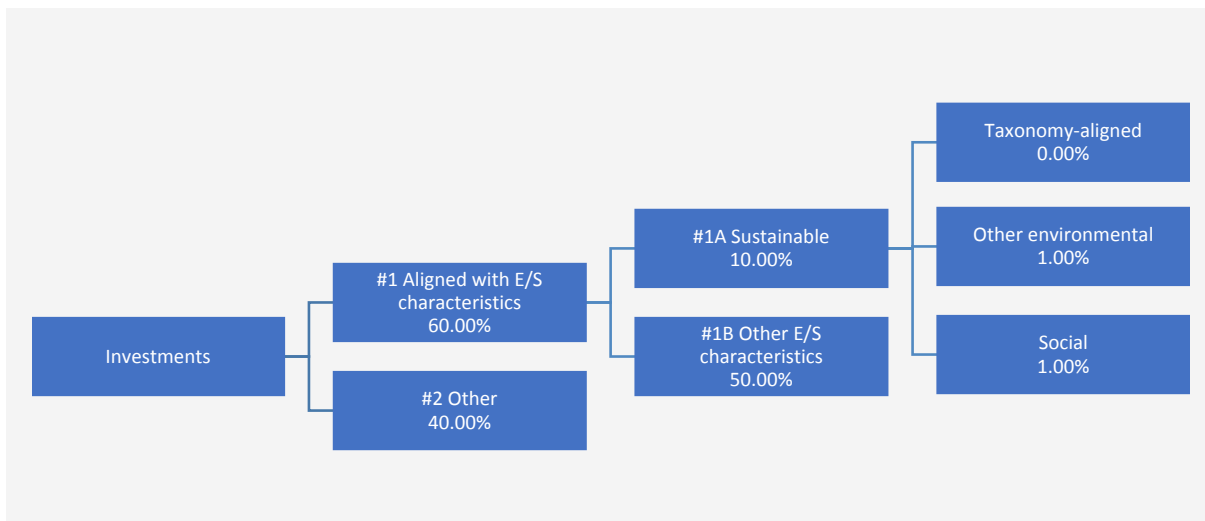 Investments
#1 Aligned with E/S
characteristics
60.00%
#2 Other
40.00%
#1A Sustainable
10.00%
#1B Other E/S
characteristics
50.00%
Taxonomy-aligned
0.00%
Other environmental
1.00%
Social
1.00%